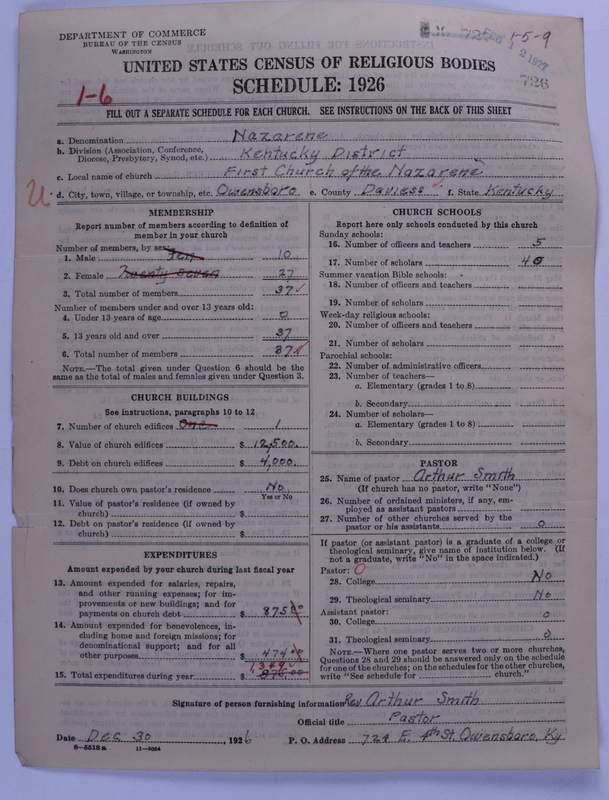 DEPARTMENT OF COMMERCE
BUREAU OF THE CENSUS
WASHINGTON
1-5-9
726
UNITED STATES CENSUS OF RELIGIOUS BODIES
SCHEDULE: 1926
1-6
FILL OUT A SEPARATE SCHEDULE FOR EACH CHURCH. SEE INSTRUCTIONS ON THE BACK OF THIS SHEET
a. Denomination Nazarene
b. Division (Association, Conference, Diocese, Presbytery, Synod, etc.) Kentucky District
c. Local name of church First Church of the Nazarene
d. City, town, village, or township, etc. Owensboro e. County Daviess f. State Kentucky
MEMBERSHIP
Report number of members according to definition of
member in your church
Number of members, by sex:
1. Male Ten 10
2. Female Twenty seven 27
3. Total number of members 37
Number of members under and over 13 years old:
4. Under 13 years of age 0
5. 13 years old and over 37
6. Total number of members 37
NOTE.—The total given under Question 6 should be
same as the total of males and females given under Question 3.
CHURCH BUILDINGS
See instructions, paragraphs 10 to 12
7. Number of church edifices One 1
8. Value of church edifices $ 12,500.
9. Debt on church edifices $ 4,000.
10. Does church own pastor's residence No
Yes or No
11. Value of pastor's residence (if owned by
church) $
12. Debt on pastor's residence (if owned by
church) $
EXPENDITURES
Amount expended by your church during last fiscal year
13. Amount expended for salaries, repairs,
and other running expenses; for im-
provements or new buildings; and for
payments on church debt $ 875 00
14. Amount expended for benevolences, in-
cluding home and foreign missions; for
denominational support; and for all
other purposes $ 474
15. Total expenditures during year $
CHURCH SCHOOLS
Report here only schools conducted by this church
Sunday schools:
16. Number of officers and teachers 5
17. Number of scholars
Summer vacation Bible schools:
18. Number of officers and teachers
19. Number of scholars
Week-day religious schools:
20. Number of officers and teachers
21. Number of scholars
Parochial schools:
22. Number of administrative officers
23. Number of teachers—
a. Elementary (grades 1 to 8)
b. Secondary
24. Number of scholars—
a. Elementary (grades 1 to 8)
b. Secondary
PASTOR
25. Name of pastor Arthur Smith
(If church has no pastor, write "None")
26. Number of ordained ministers, if any, em-
ployed as assistant pastors
27. Number of other churches served by the
pastor or his assistants 0
If pastor (or assistant pastor) is a graduate of a college or
theological seminary, give name of institution below. (If
not a graduate, write "No" in the space indicated.)
Pastor: 0
28. College No
29. Theological seminary No
Assistant pastor:
30. College 0
31. Theological seminary 0
NOTE.—Where one pastor serves two or more churches,
Questions 28 and 29 should be answered only on the schedule
for one of the churches; on the schedules for the other churches,
write "See schedule for church."
Signature of person furnishing information Rev Arthur Smith
Official title Pastor
Date Dec 30, 1926 P. O. Address 724 E. 4th St. Owensboro, Ky
8-5518 a 11-9024